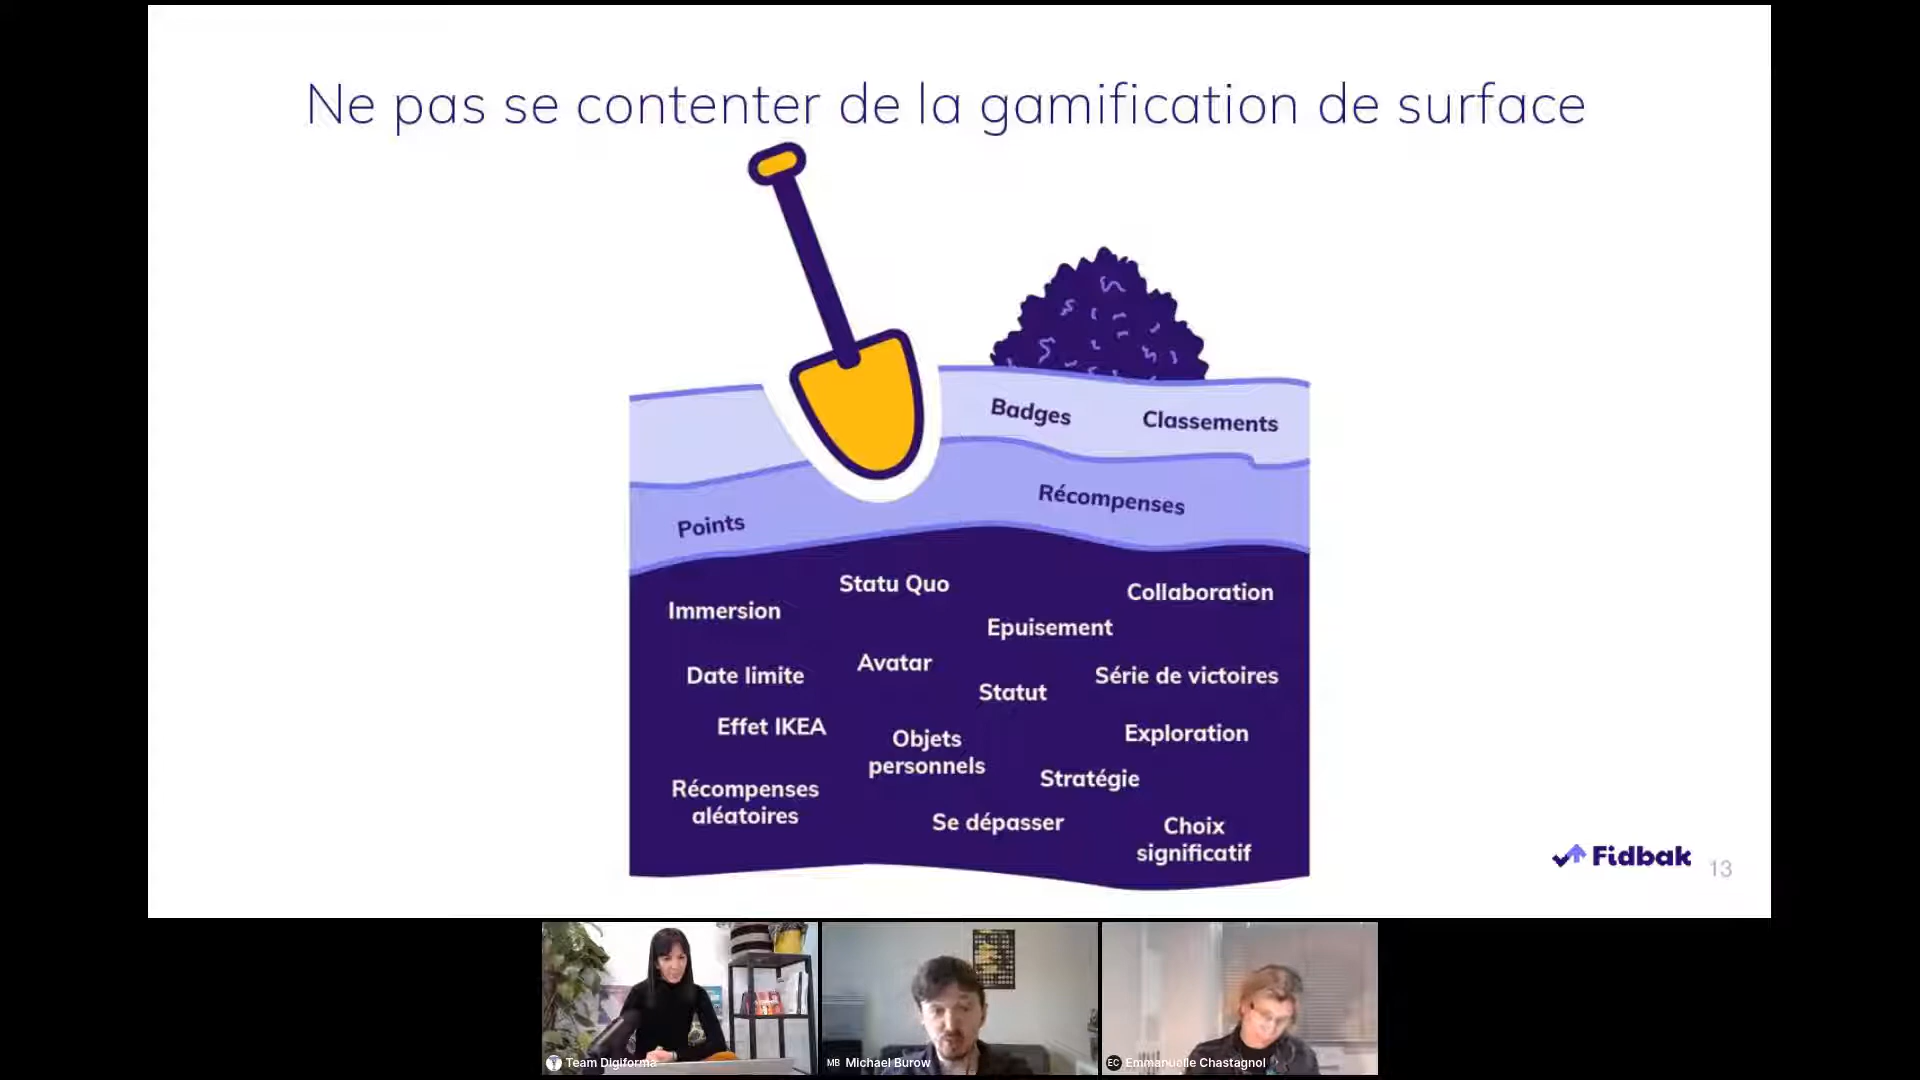 Ne pas se contenter de la gamification de surface
Badges
Classements
Récompenses
Points
Statu Quo
Collaboration
Immersion
Epuisement
Avatar
Date limite
Série de victoires
Statut
Effet IKEA
Objets
personnels
Exploration
Stratégie
Récompenses
aléatoires
Se dépasser
Choix
significatif
Fidbak
13
Team Digiforma
MB Michael Burow
EC Emmanuelle Chastagnol